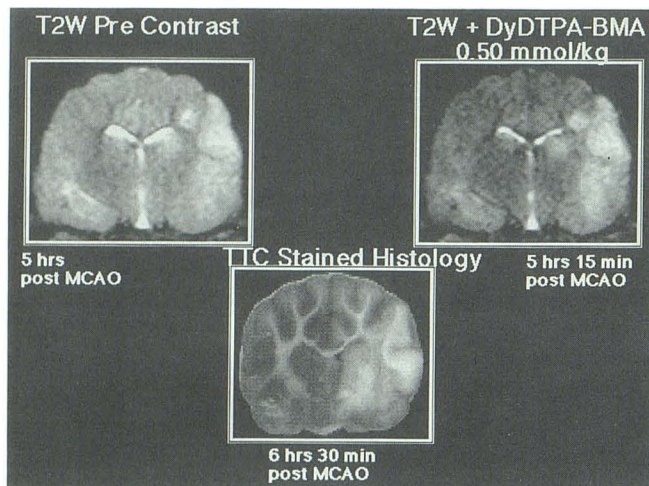 T2W Pre Contrast
T2W + DyDTPA-BMA
0.50 mmol/kg
5 hrs
post MCAO
TTC Stained Histology
5 hrs 15 min
post MCAO
6 hrs 30 min
post MCAO